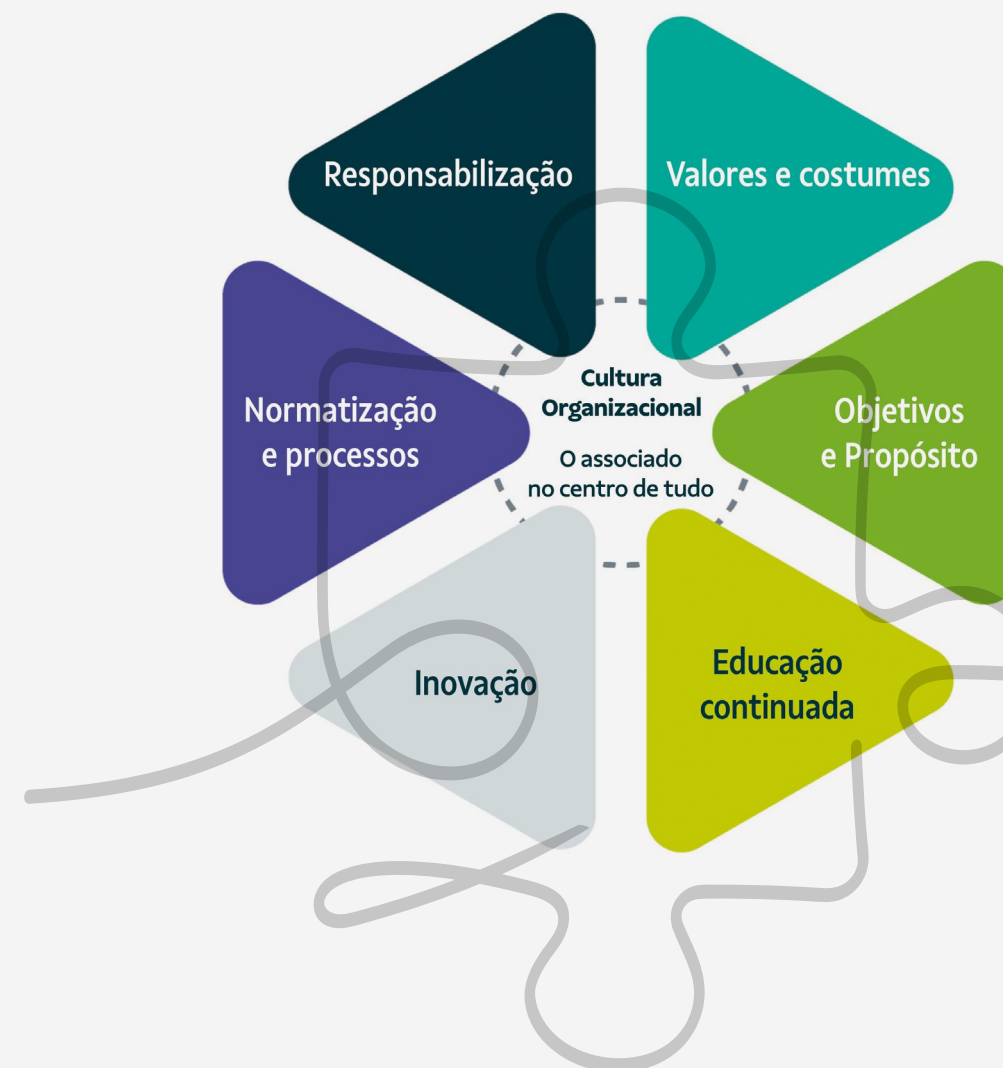 Responsabilização
Valores e costumes
Normatização
e processos
Cultura
Organizacional
O associado
no centro de tudo
Objetivos
e Propósito
Inovação
Educação
continuada